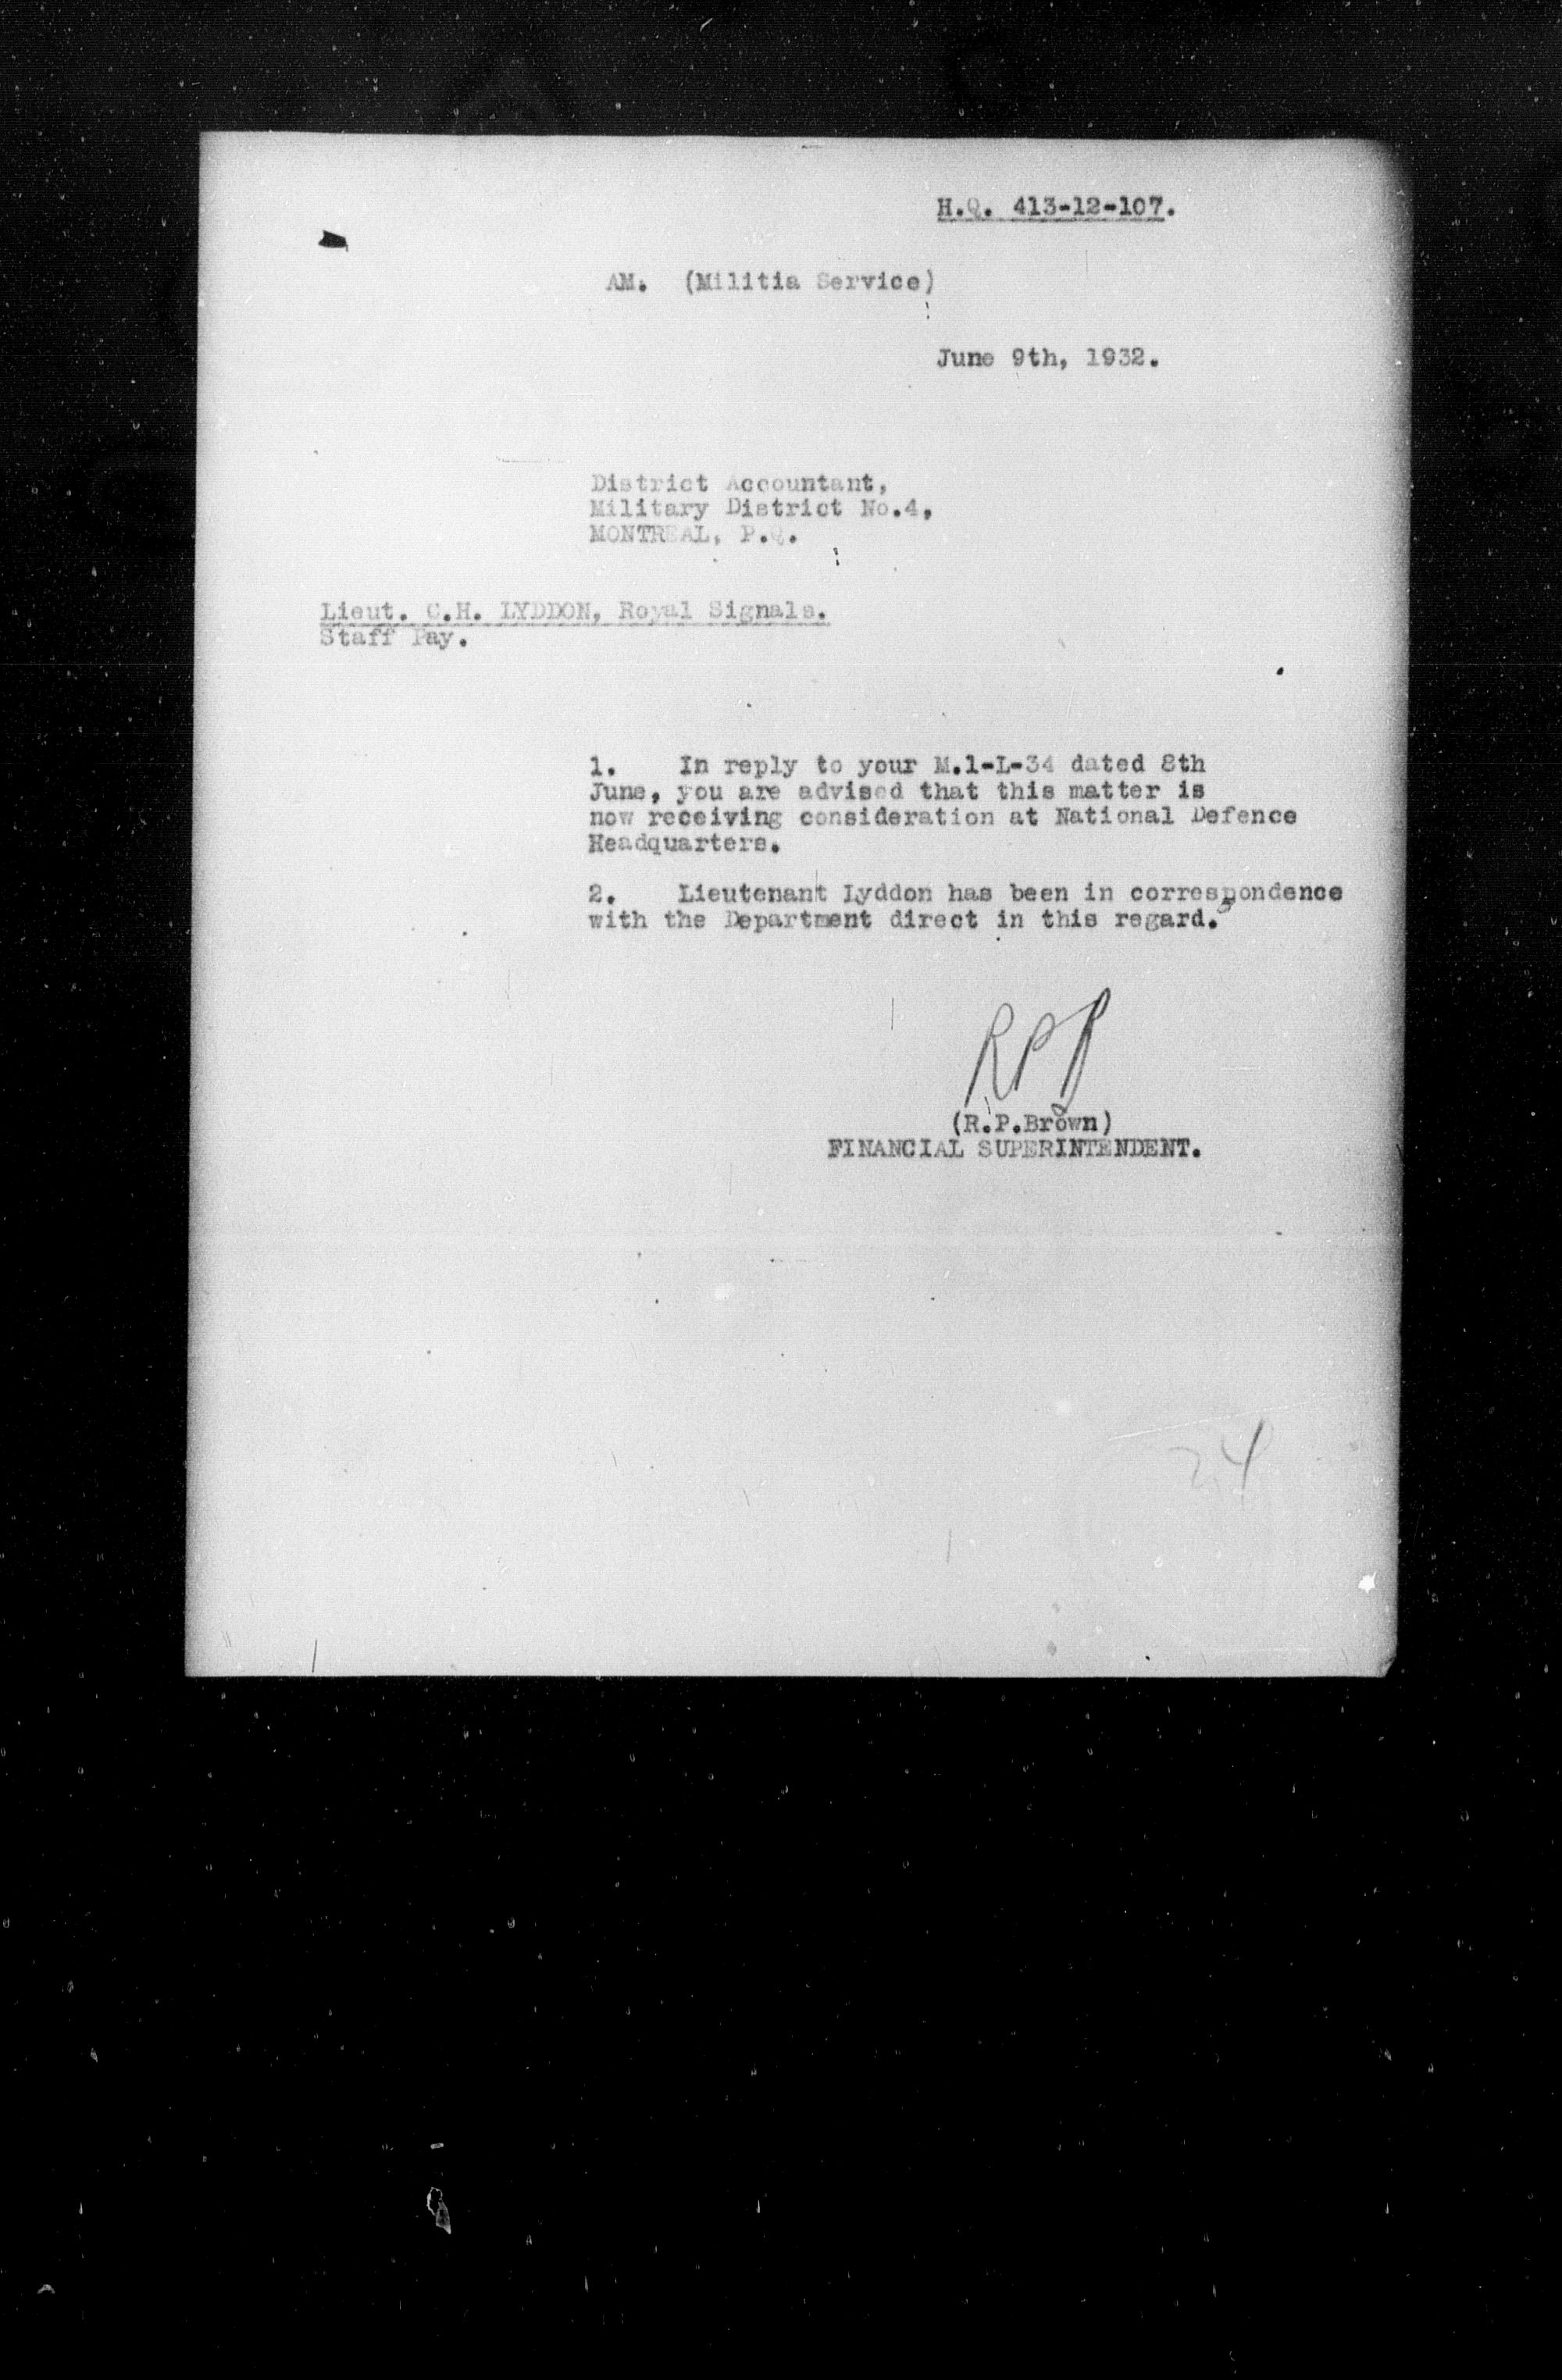 H.Q. 413-12-107.
AM. (Militia Service)
June 9th, 1932.
District Accountant,
Military District No.4,
MONTREAL, P.Q.
Lieut. C.H. LYDDON, Royal Signals.
Staff Pay.
1. In reply to your M.1-L-34 dated 8th
June, you are advised that this matter is
now receiving consideration at National Defence
Headquarters.
2. Lieutenant Lyddon has been in correspondence
with the Department direct in this regard.
RPB
(R.P.Brown)
FINANCIAL SUPERINTENDENT.
24